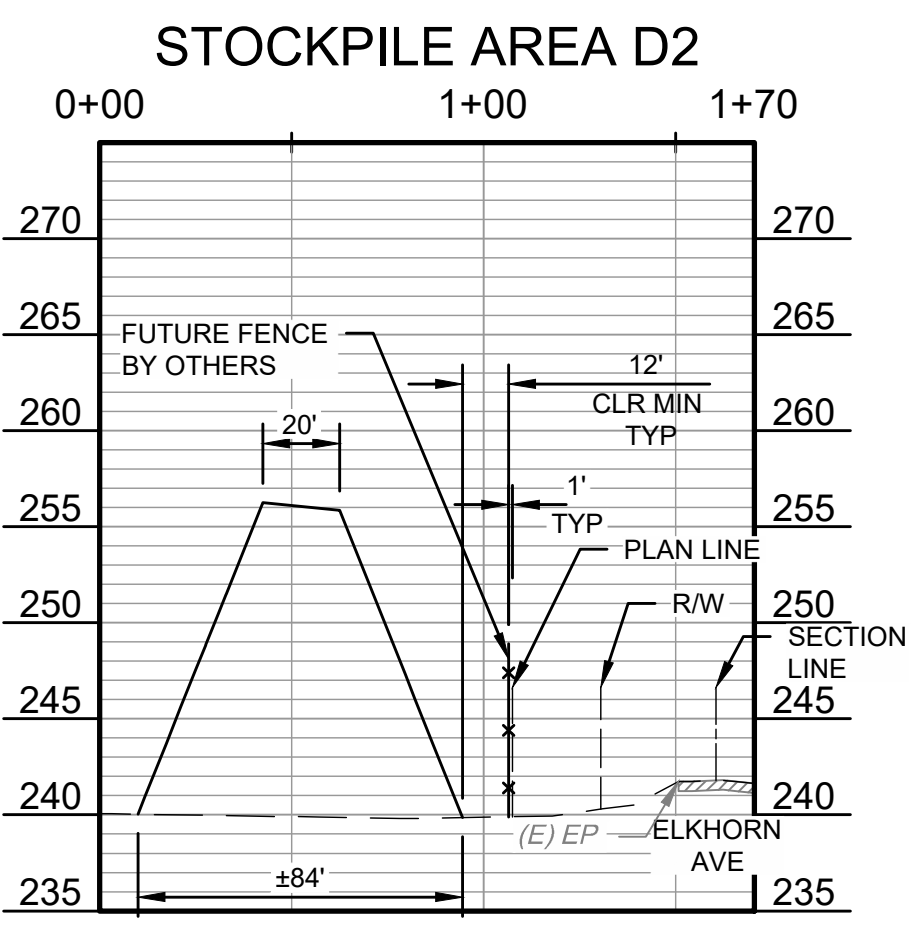 STOCKPILE AREA D2
0+00 1+00 1+70
270 270
265 265
FUTURE FENCE
BY OTHERS
12'
CLR MIN
TYP
260 260
20'
1'
TYP
255 255
PLAN LINE
R/W
250 250
SECTION
LINE
245 245
240 240
(E) EP
ELKHORN
AVE
±84'
235 235